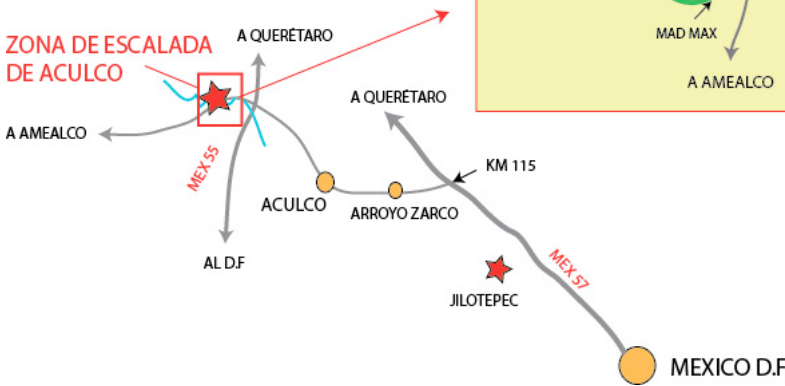 ZONA DE ESCALADA
DE ACULCO
A QUERÉTARO
MAD MAX
A AMEALCO
A QUERÉTARO
A AMEALCO
KM 115
MEX 55
ACULCO
ARROYO ZARCO
AL D.F
MEX 57
JILOTEPEC
MEXICO D.F